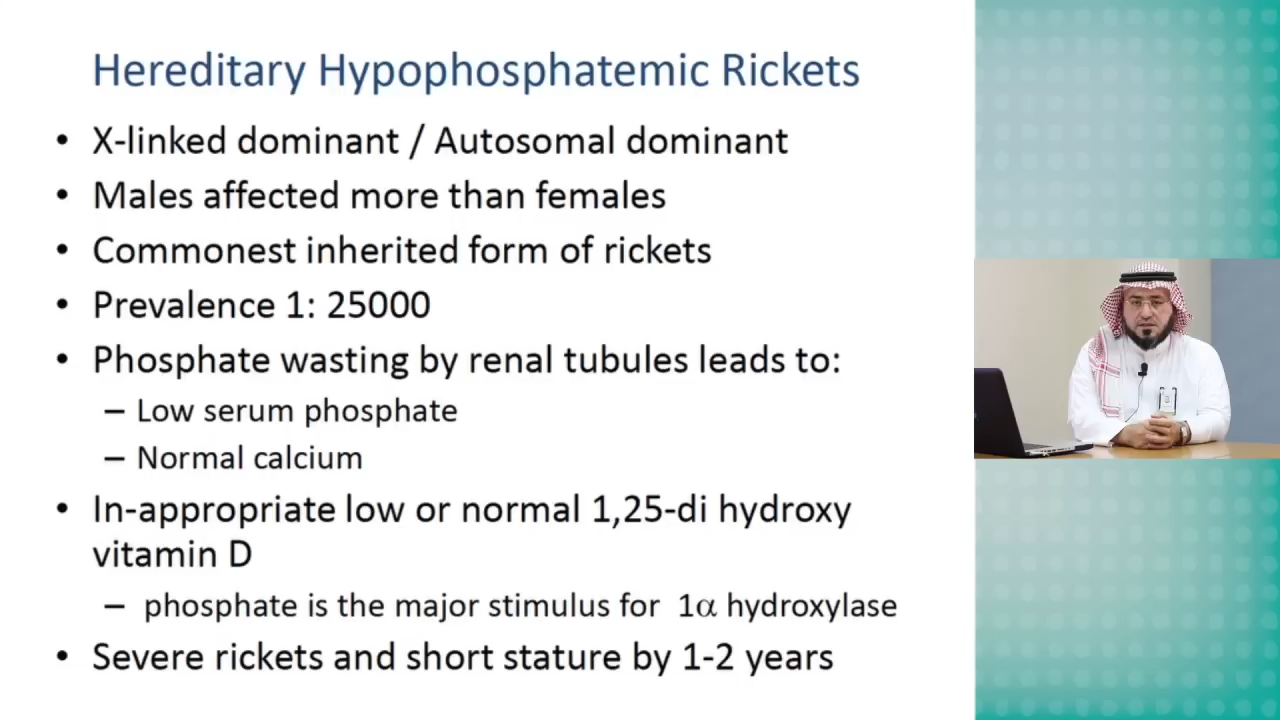 Hereditary Hypophosphatemic Rickets
• X-linked dominant / Autosomal dominant
• Males affected more than females
• Commonest inherited form of rickets
• Prevalence 1: 25000
• Phosphate wasting by renal tubules leads to:
– Low serum phosphate
– Normal calcium
• In-appropriate low or normal 1,25-di hydroxy
vitamin D
– phosphate is the major stimulus for 1α hydroxylase
• Severe rickets and short stature by 1-2 years